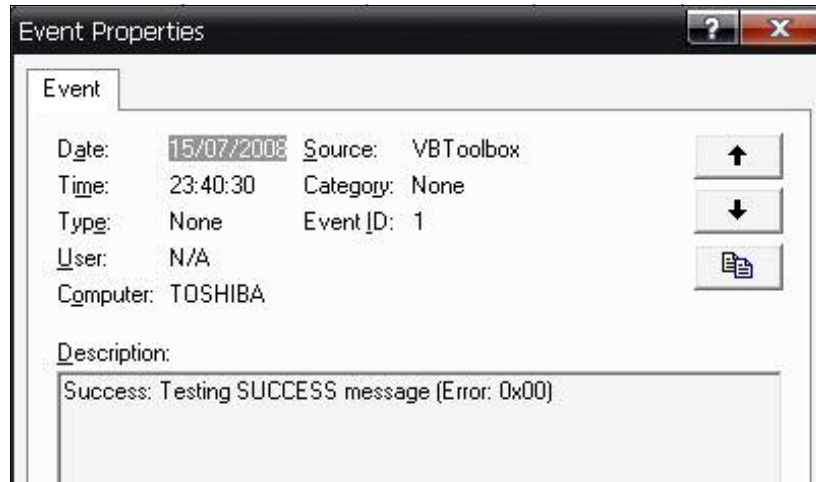 Event Properties
?
X
Event
Date: 15/07/2008 Source: VBToolbox
Time: 23:40:30 Category: None
Type: None Event ID: 1
User: N/A
Computer: TOSHIBA
Description:
Success: Testing SUCCESS message (Error: 0x00)